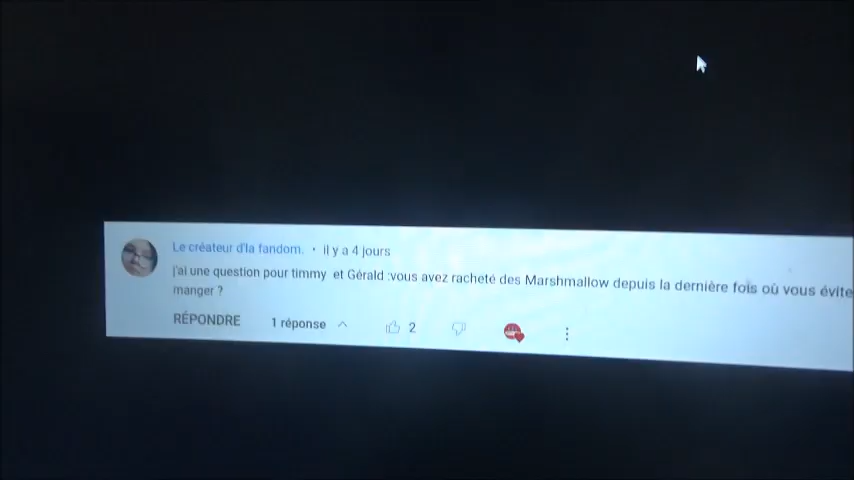 Le créateur d'la fandom. • il y a 4 jours
j'ai une question pour timmy et Gérald :vous avez racheté des Marshmallow depuis la dernière fois où vous évite
manger ?
RÉPONDRE 1 réponse 2